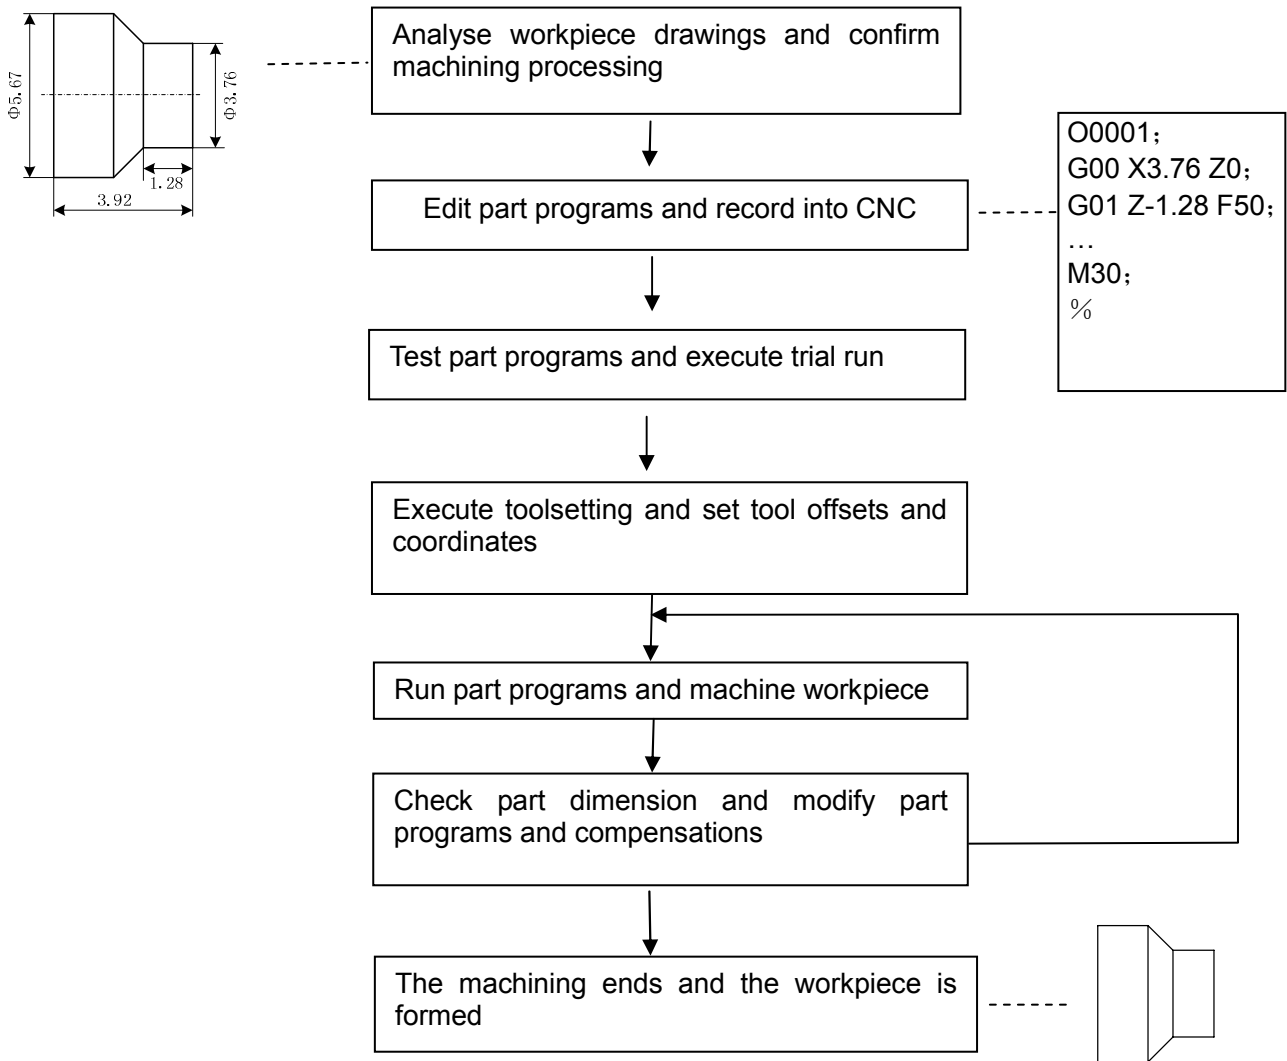 Analyse workpiece drawings and confirm
machining processing
Φ5.67
Φ3.76
1.28
3.92
O0001；
G00 X3.76 Z0；
G01 Z-1.28 F50；
…
M30；
％
Edit part programs and record into CNC
Test part programs and execute trial run
Execute toolsetting and set tool offsets and
coordinates
Run part programs and machine workpiece
Check part dimension and modify part
programs and compensations
The machining ends and the workpiece is
formed